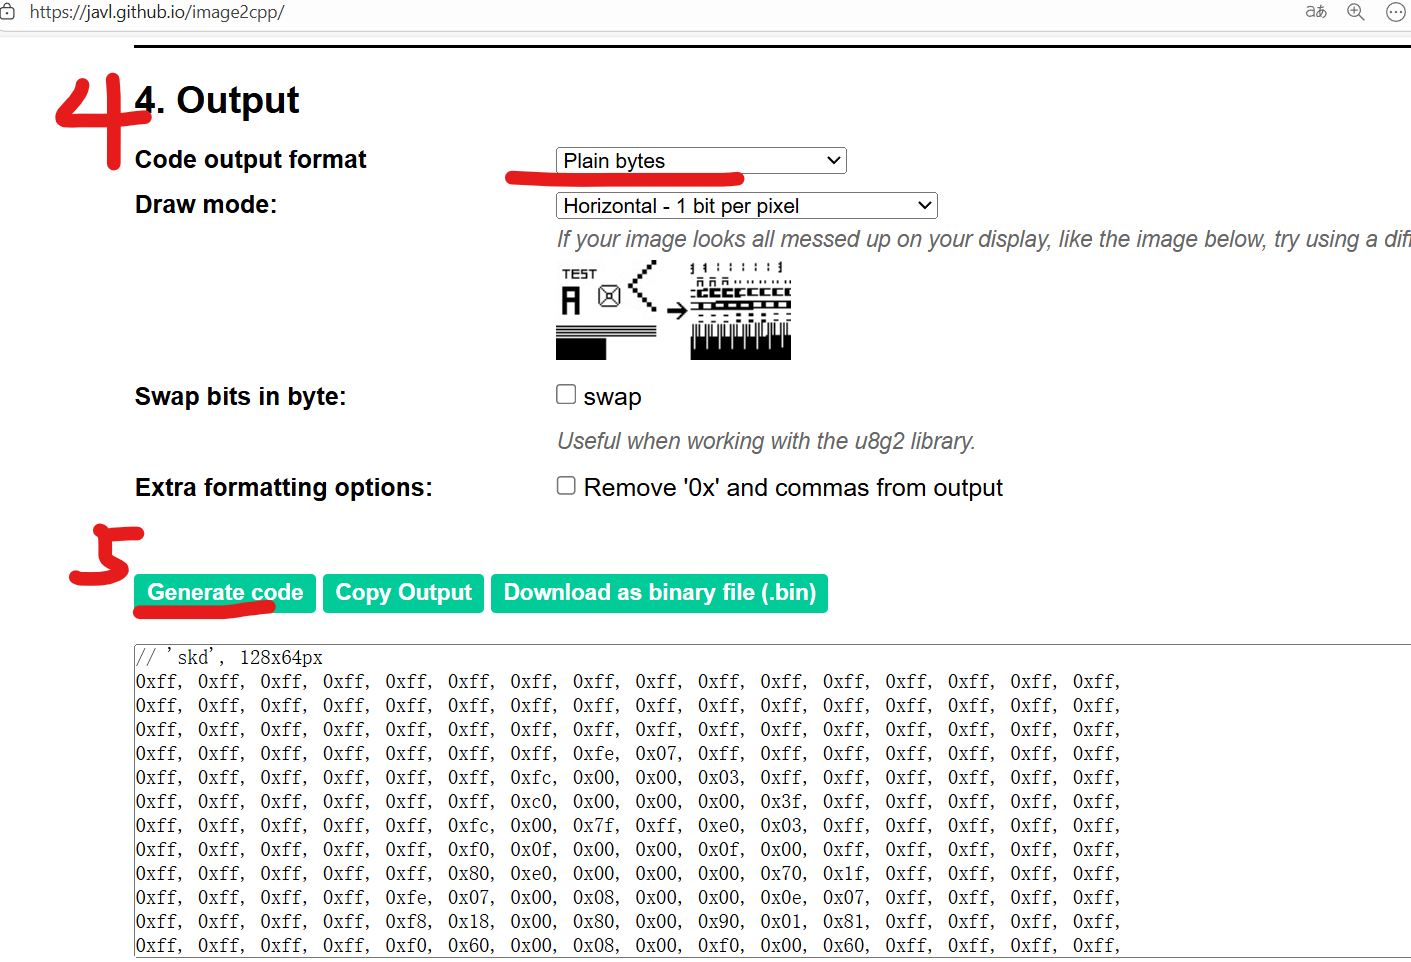 https://javl.github.io/image2cpp/
aあ
4
4. Output
Code output format
Plain bytes
Draw mode:
Horizontal - 1 bit per pixel
If your image looks all messed up on your display, like the image below, try using a diff
TEST
A
Swap bits in byte:
swap
Useful when working with the u8g2 library.
Extra formatting options:
Remove '0x' and commas from output
5
Generate code
Copy Output
Download as binary file (.bin)
// 'skd', 128x64px
0xff, 0xff, 0xff, 0xff, 0xff, 0xff, 0xff, 0xff, 0xff, 0xff, 0xff, 0xff, 0xff, 0xff, 0xff, 0xff,
0xff, 0xff, 0xff, 0xff, 0xff, 0xff, 0xff, 0xff, 0xff, 0xff, 0xff, 0xff, 0xff, 0xff, 0xff, 0xff,
0xff, 0xff, 0xff, 0xff, 0xff, 0xff, 0xff, 0xff, 0xff, 0xff, 0xff, 0xff, 0xff, 0xff, 0xff, 0xff,
0xff, 0xff, 0xff, 0xff, 0xff, 0xff, 0xff, 0xfe, 0x07, 0xff, 0xff, 0xff, 0xff, 0xff, 0xff, 0xff,
0xff, 0xff, 0xff, 0xff, 0xff, 0xff, 0xfc, 0x00, 0x00, 0x03, 0xff, 0xff, 0xff, 0xff, 0xff, 0xff,
0xff, 0xff, 0xff, 0xff, 0xff, 0xff, 0xc0, 0x00, 0x00, 0x00, 0x3f, 0xff, 0xff, 0xff, 0xff, 0xff,
0xff, 0xff, 0xff, 0xff, 0xff, 0xfc, 0x00, 0x7f, 0xff, 0xe0, 0x03, 0xff, 0xff, 0xff, 0xff, 0xff,
0xff, 0xff, 0xff, 0xff, 0xff, 0xf0, 0x0f, 0x00, 0x00, 0x0f, 0x00, 0xff, 0xff, 0xff, 0xff, 0xff,
0xff, 0xff, 0xff, 0xff, 0xff, 0x80, 0xe0, 0x00, 0x00, 0x00, 0x70, 0x1f, 0xff, 0xff, 0xff, 0xff,
0xff, 0xff, 0xff, 0xff, 0xfe, 0x07, 0x00, 0x08, 0x00, 0x00, 0x0e, 0x07, 0xff, 0xff, 0xff, 0xff,
0xff, 0xff, 0xff, 0xff, 0xf8, 0x18, 0x00, 0x80, 0x00, 0x90, 0x01, 0x81, 0xff, 0xff, 0xff, 0xff,
0xff, 0xff, 0xff, 0xff, 0xf0, 0x60, 0x00, 0x08, 0x00, 0xf0, 0x00, 0x60, 0xff, 0xff, 0xff, 0xff,